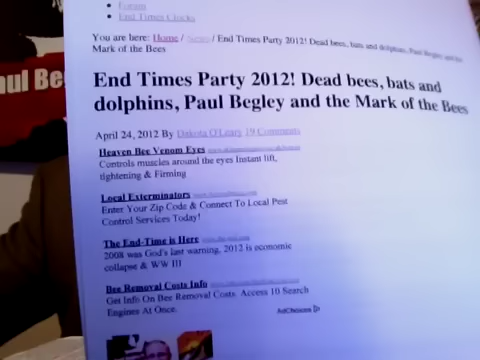 Forum
End Times Clocks
You are here: Home / News / End Times Party 2012! Dead bees, bats and dolphins, Paul Begley and the
Mark of the Bees
End Times Party 2012! Dead bees, bats and
dolphins, Paul Begley and the Mark of the Bees
April 24, 2012 By Dakota O'Leary 19 Comments
Heaven Bee Venom Eyes
Controls muscles around the eyes Instant lift,
tightening & Firming
Local Exterminators
Enter Your Zip Code & Connect To Local Pest
Control Services Today!
The End-Time is Here
2008 was God's last warning, 2012 is economic
collapse & WW III
Bee Removal Costs Info
Get Info On Bee Removal Costs. Access 10 Search
Engines At Once.
AdChoices
aul Be